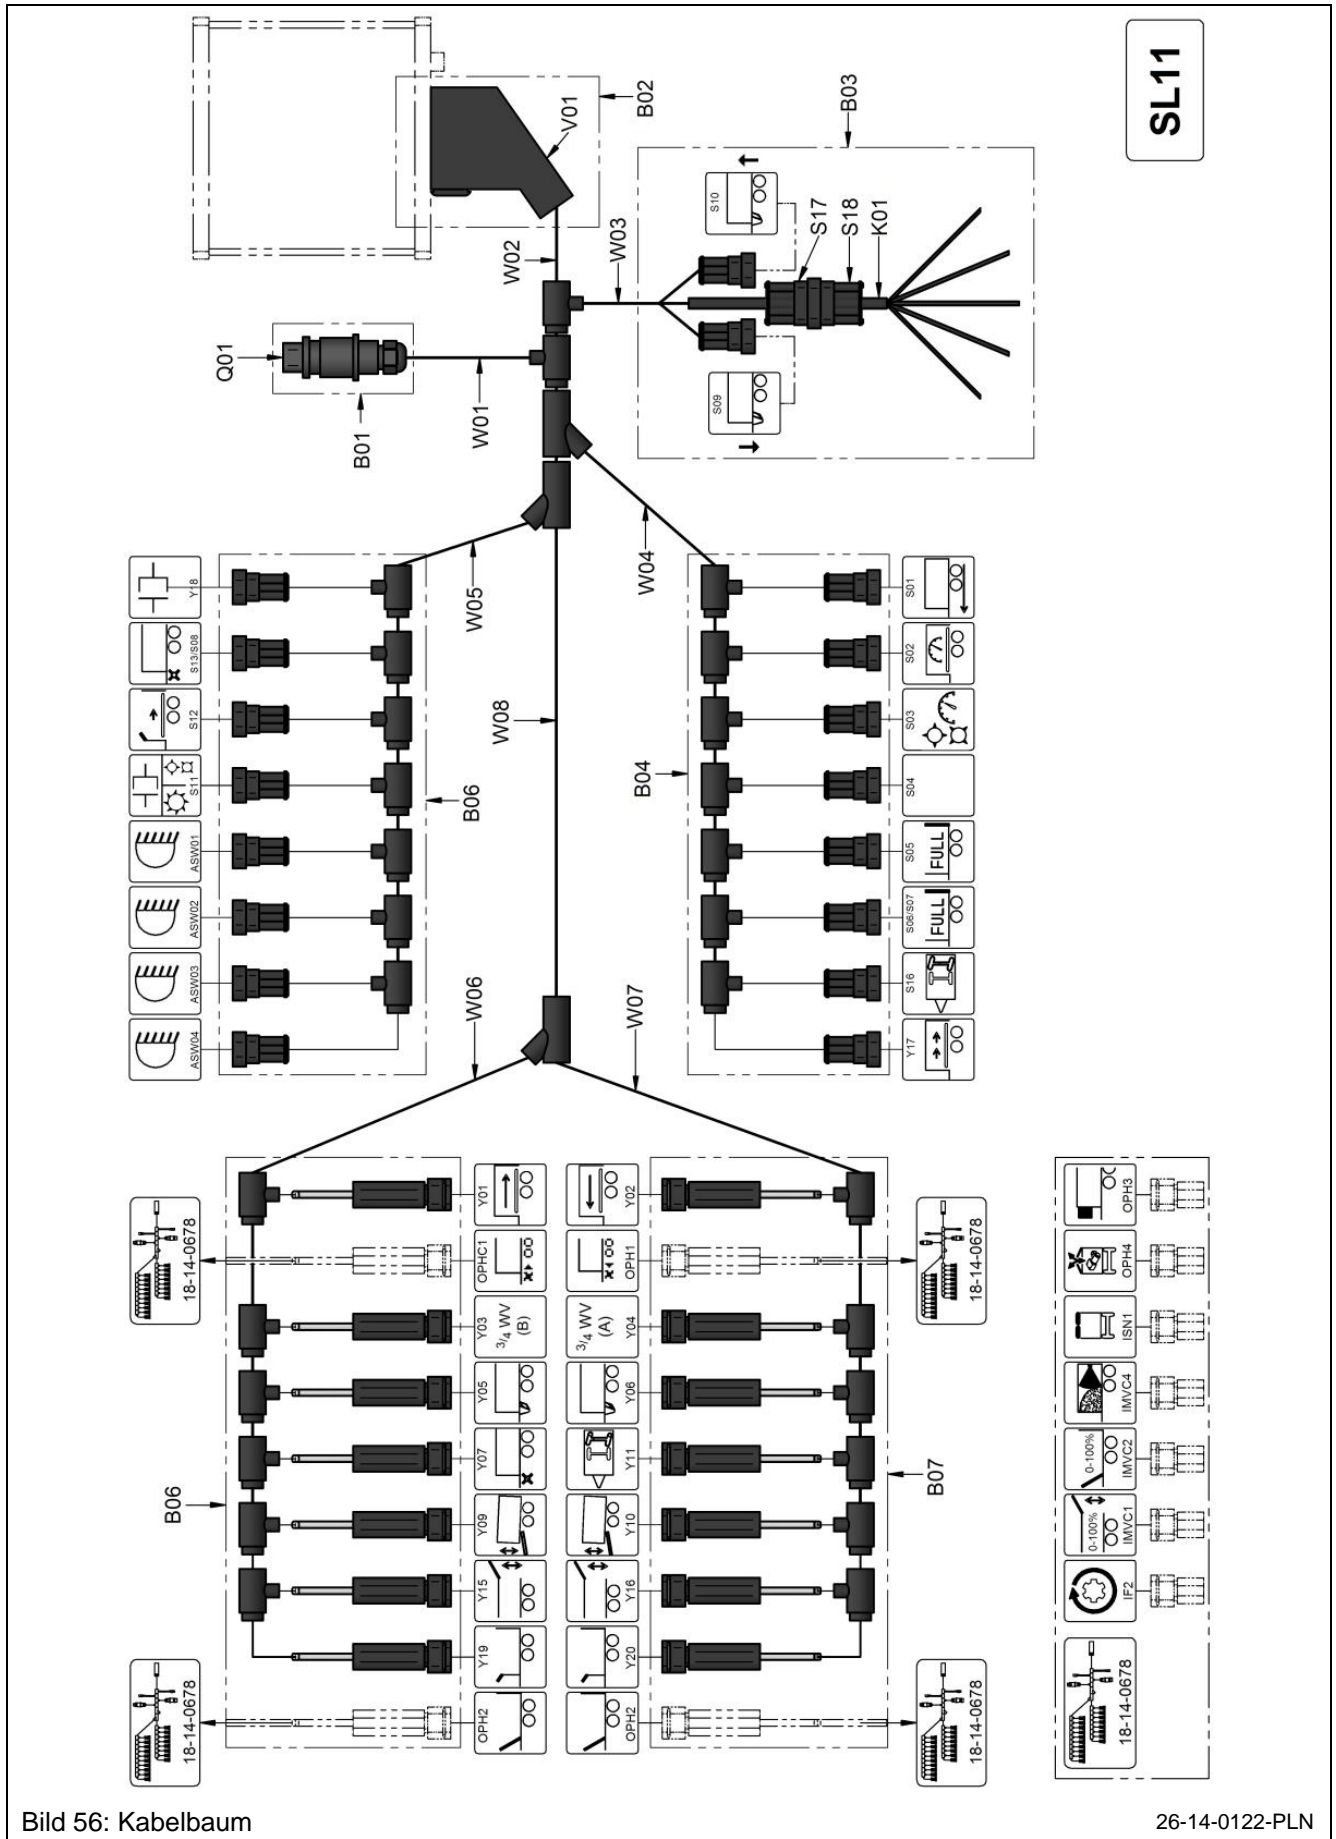 SL11
B02
V01
B03
S10
S17
S18
K01
W03
W02
Q01
B01
W01
S09
W05
W04
Y18
S13/S08
S12
S11
ASW01
ASW02
ASW03
ASW04
B06
W08
B04
S01
S02
S03
S04
S05
FULL
S06/S07
FULL
S16
Y17
W06
W07
18-14-0678
18-14-0678
Y01
Y02
OPHC1
OPH1
Y03
3/4 WV
(B)
Y04
3/4 WV
(A)
Y05
Y06
Y07
Y11
Y09
Y10
Y15
Y16
Y19
Y20
OPH2
OPH2
B06
B07
18-14-0678
18-14-0678
OPH3
OPH4
ISN1
IMVC4
0-100%
IMVC2
0-100%
IMVC1
IF2
18-14-0678
Bild 56: Kabelbaum
26-14-0122-PLN